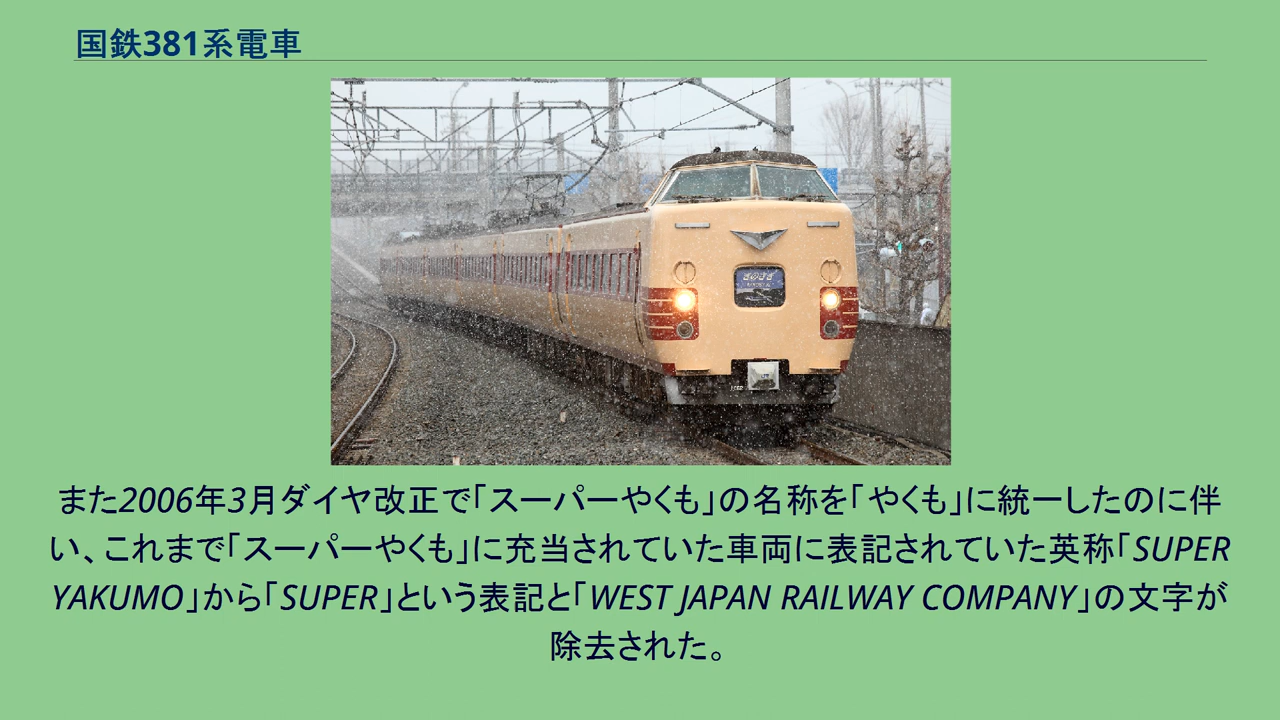 国鉄381系電車
また2006年3月ダイヤ改正で「スーパーやくも」の名称を「やくも」に統一したのに伴
い、これまで「スーパーやくも」に充当されていた車両に表記されていた英称「SUPER
YAKUMO」から「SUPER」という表記と「WEST JAPAN RAILWAY COMPANY」の文字が
除去された。